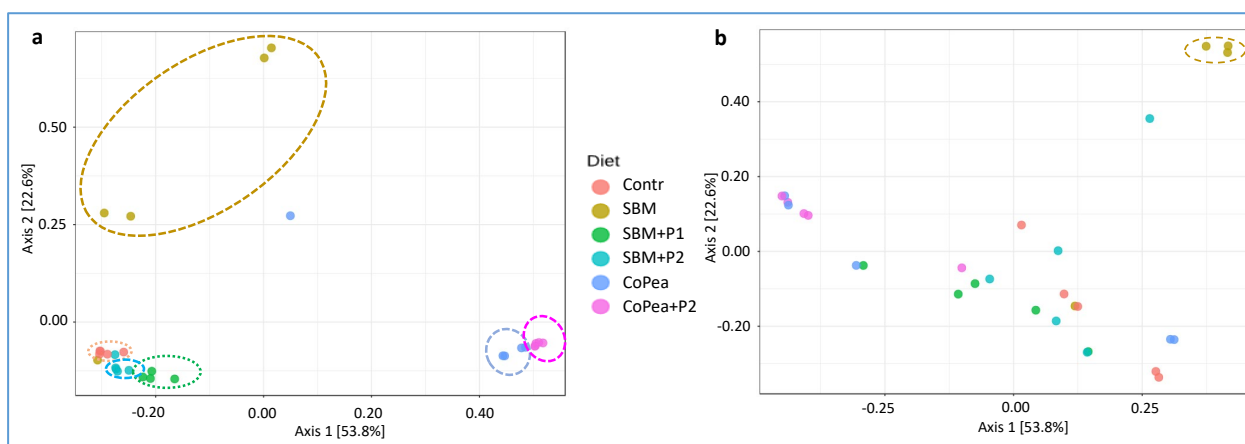 a
0.50
0.25
0.00
Axis 2 [22.6%]
-0.20
0.00
0.20
0.40
Axis 1 [53.8%]
Diet
Contr
SBM
SBM+P1
SBM+P2
CoPea
CoPea+P2
b
0.40
0.20
0.00
-0.20
Axis 2 [22.6%]
-0.25
0.00
0.25
Axis 1 [53.8%]